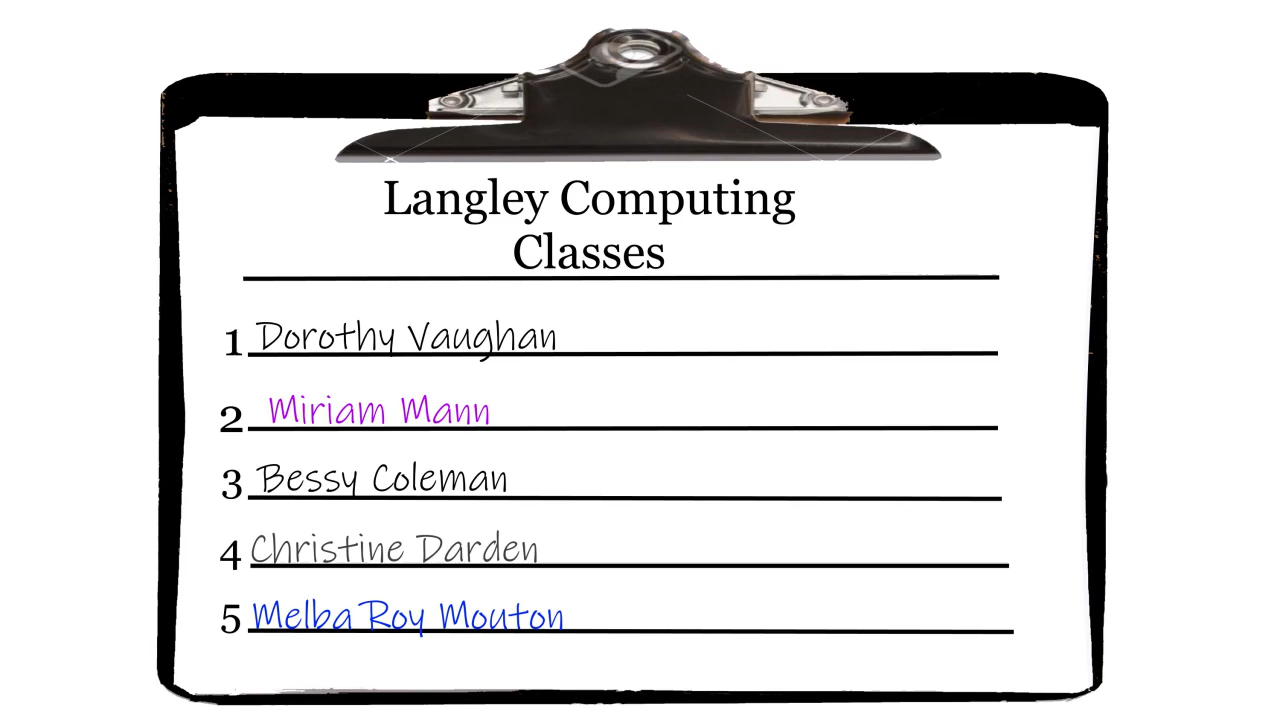 Langley Computing
Classes
1 Dorothy Vaughan
2 Miriam Mann
3 Bessy Coleman
4 Christine Darden
5 Melba Roy Mouton